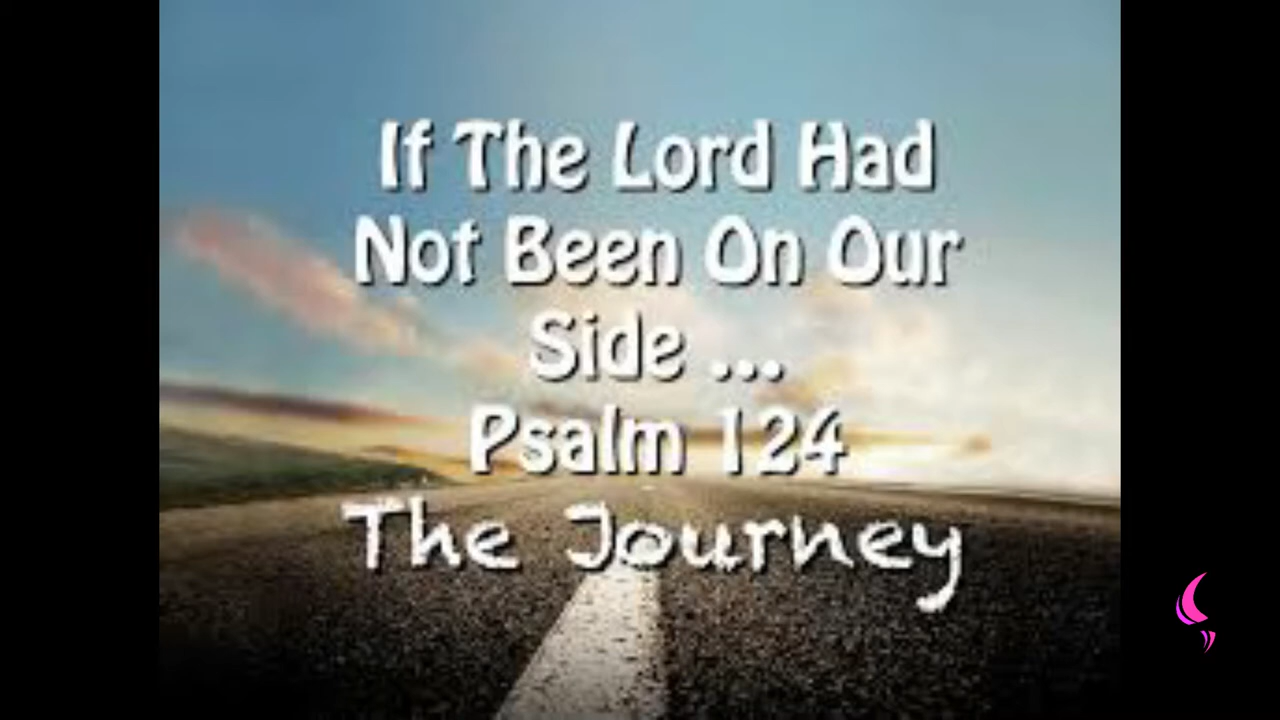 If The Lord Had
Not Been On Our
Side ...
Psalm 124
The Journey